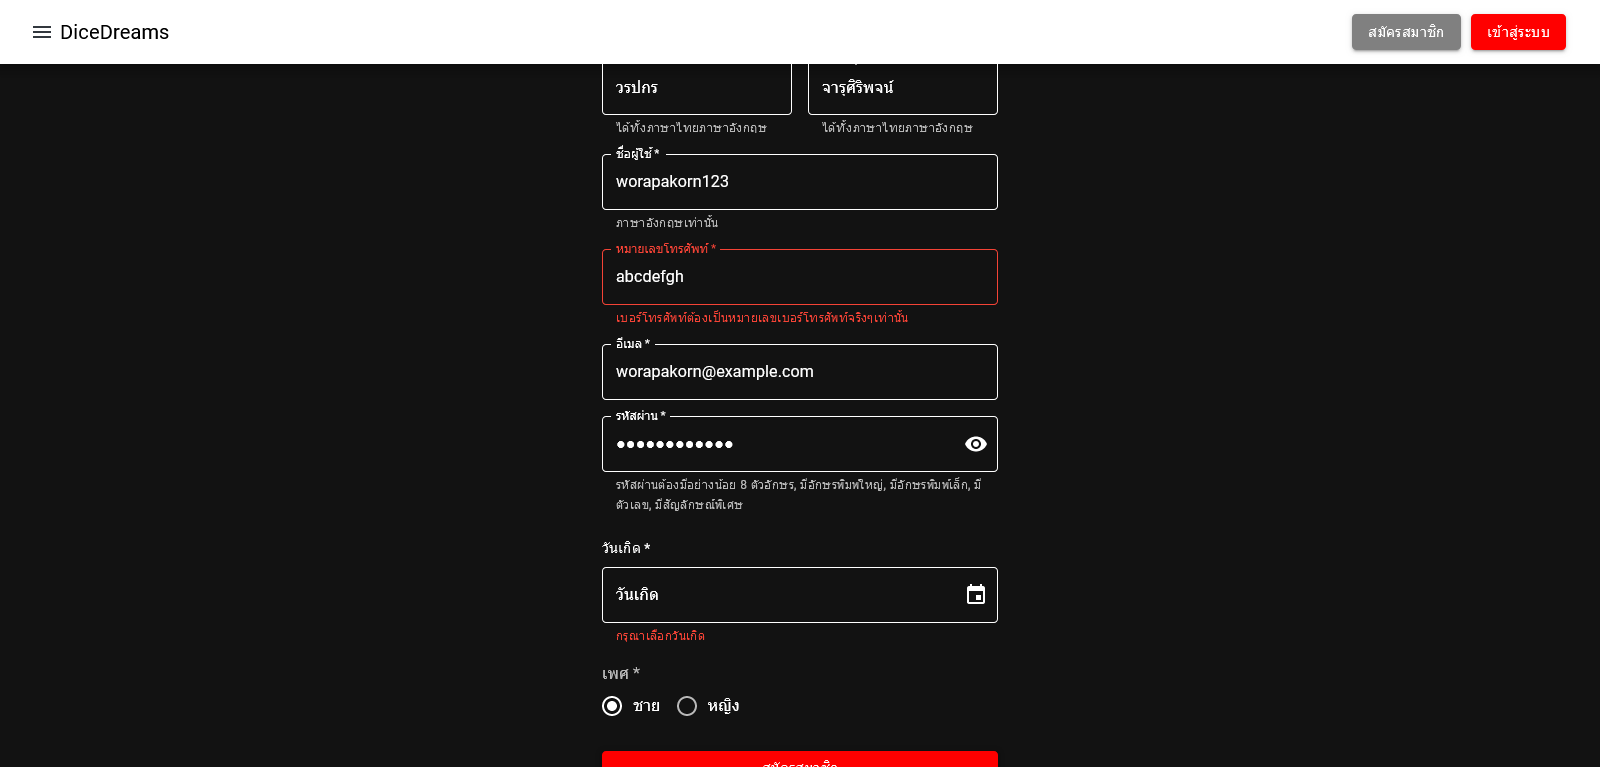 DiceDreams
สมัครสมาชิก
เข้าสู่ระบบ
วรปกร
จารุศิริพจน์
ได้ทั้งภาษาไทยภาษาอังกฤษ
ได้ทั้งภาษาไทยภาษาอังกฤษ
ชื่อผู้ใช้ *
worapakorn123
ภาษาอังกฤษเท่านั้น
หมายเลขโทรศัพท์ *
abcdefgh
เบอร์โทรศัพท์ต้องเป็นหมายเลขเบอร์โทรศัพท์จริงๆเท่านั้น
อีเมล *
worapakorn@example.com
รหัสผ่าน *
••••••••••••
รหัสผ่านต้องมีอย่างน้อย 8 ตัวอักษร, มีอักษรพิมพ์ใหญ่, มีอักษรพิมพ์เล็ก, มี
ตัวเลข, มีสัญลักษณ์พิเศษ
วันเกิด *
วันเกิด
กรุณาเลือกวันเกิด
เพศ *
ชาย
หญิง
สมัครสมาชิก